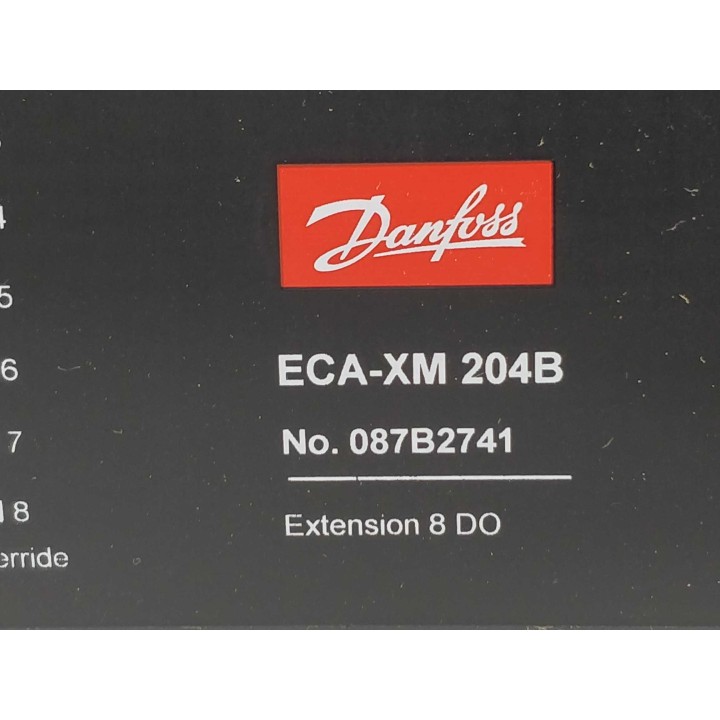 Danfoss
4
5
6
7
8
erride
ECA-XM 204B
No. 087B2741
Extension 8 DO